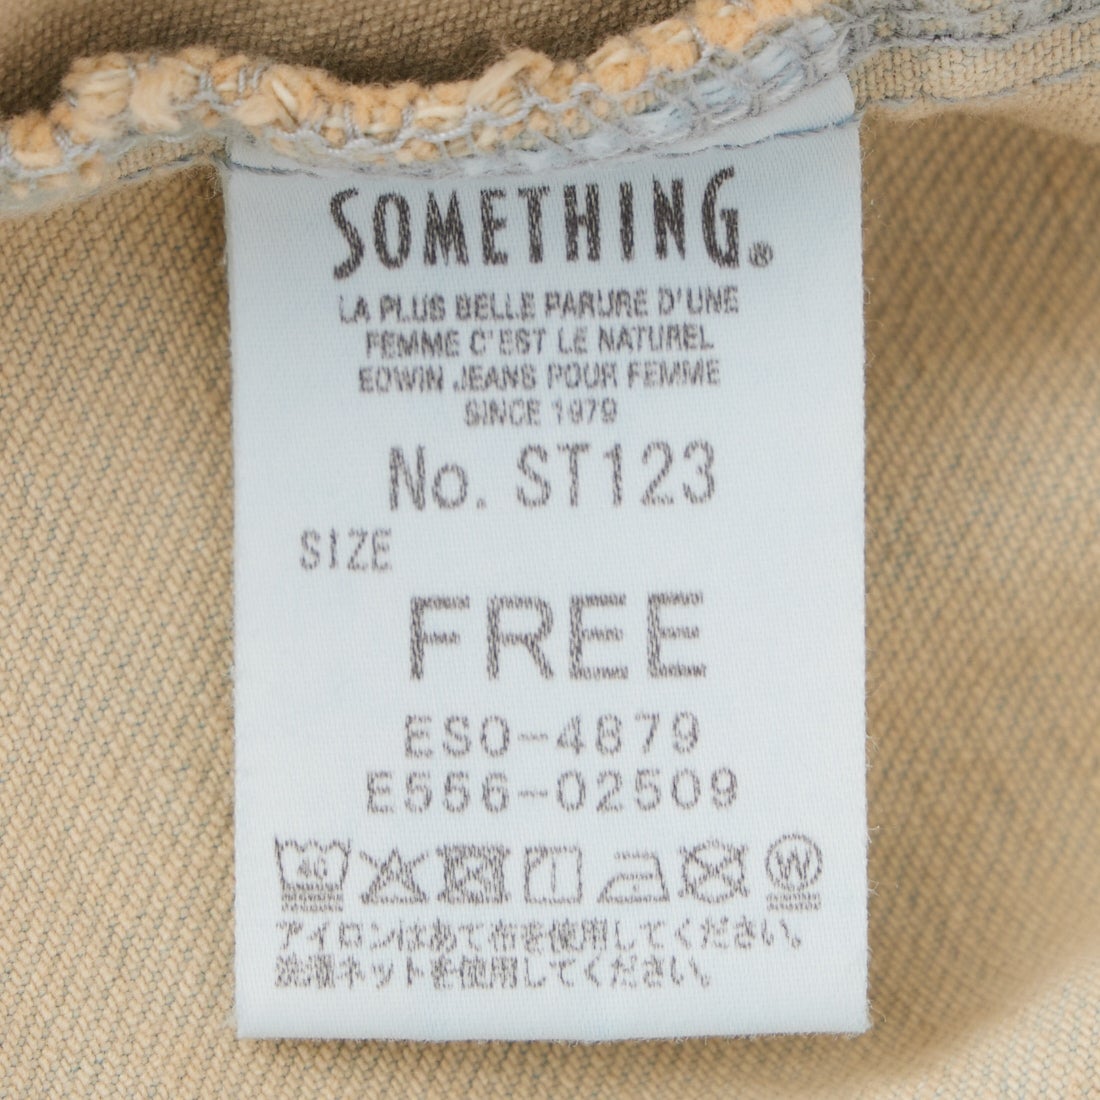 SOMETHING®
LA PLUS BELLE PARURE D'UNE
FEMME C'EST LE NATUREL
EDWIN JEANS POUR FEMME
SINCE 1979
No. ST123
SIZE
FREE
ES0-4879
E556-02509
40 W
アイロンはあて布を使用してください。
洗濯ネットを使用してください。